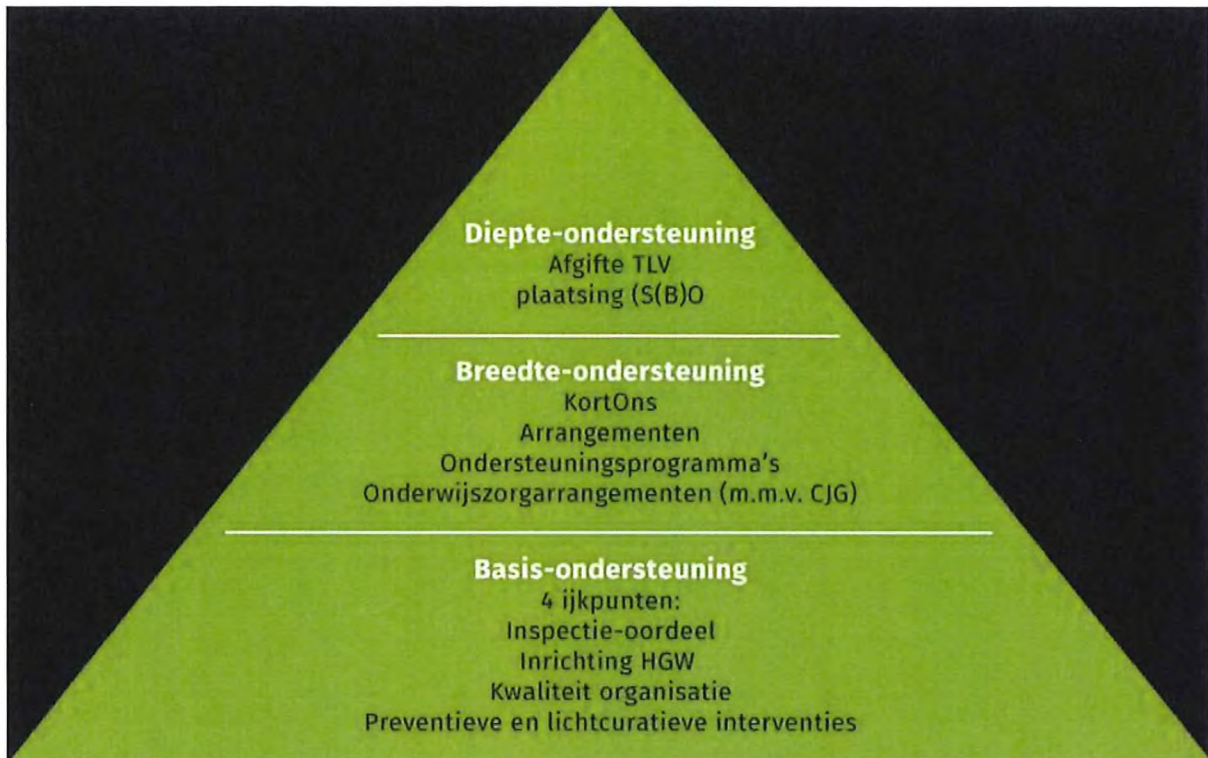 Diepte-ondersteuning
Afgifte TLV
plaatsing (S(B)O
Breedte-ondersteuning
KortOns
Arrangementen
Ondersteuningsprogramma's
Onderwijszorgarrangementen (m.m.v. CJG)
Basis-ondersteuning
4 ijkpunten:
Inspectie-oordeel
Inrichting HGW
Kwaliteit organisatie
Preventieve en lichtcuratieve interventies